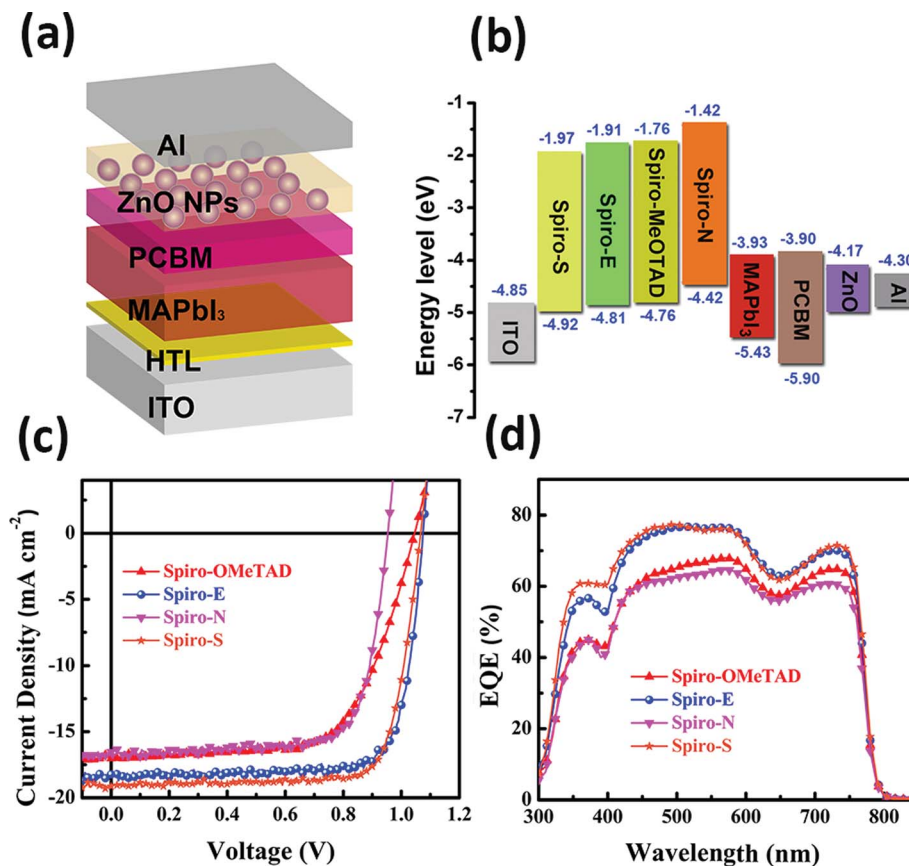 (a)
Al
ZnO NPs
PCBM
MAPbI₃
HTL
ITO
(b)
Energy level (eV)
-1
-2
-3
-4
-5
-6
-7
-4.85
ITO
-1.97
Spiro-S
-4.92
-1.91
Spiro-E
-4.81
-1.76
Spiro-MeOTAD
-4.76
-1.42
Spiro-N
-4.42
-3.93
MAPbI₃
-5.43
-3.90
PCBM
-5.90
-4.17
ZnO
-4.30
Al
(c)
Current Density (mA cm⁻²)
0
-5
-10
-15
-20
Spiro-OMeTAD
Spiro-E
Spiro-N
Spiro-S
0.0 0.2 0.4 0.6 0.8 1.0 1.2
Voltage (V)
(d)
EQE (%)
80
60
40
20
0
Spiro-OMeTAD
Spiro-E
Spiro-N
Spiro-S
300 400 500 600 700 800
Wavelength (nm)